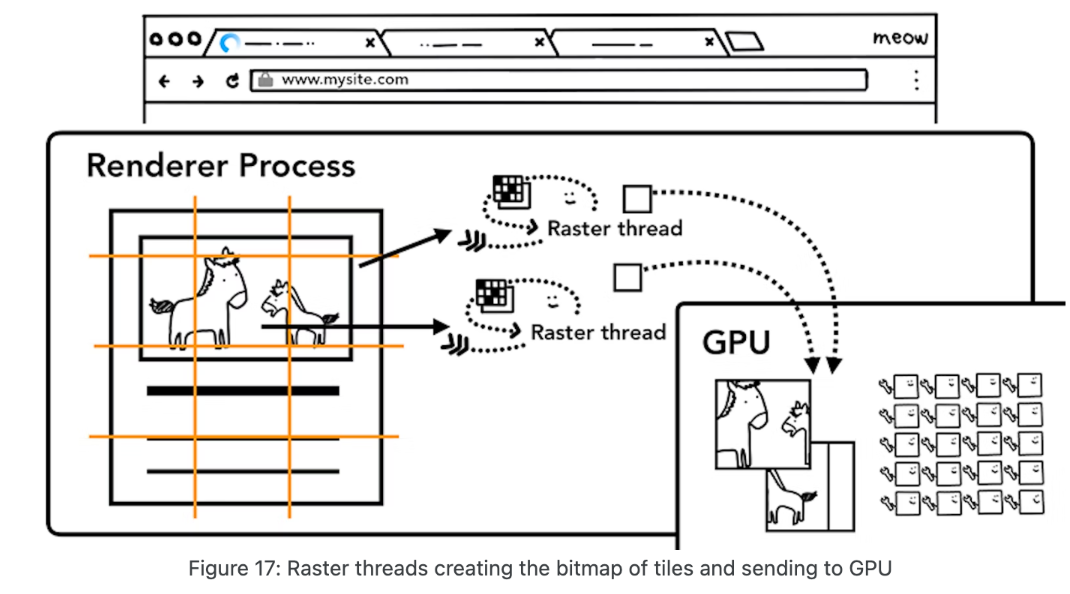 meow
www.mysite.com
Renderer Process
Raster thread
Raster thread
GPU
Figure 17: Raster threads creating the bitmap of tiles and sending to GPU